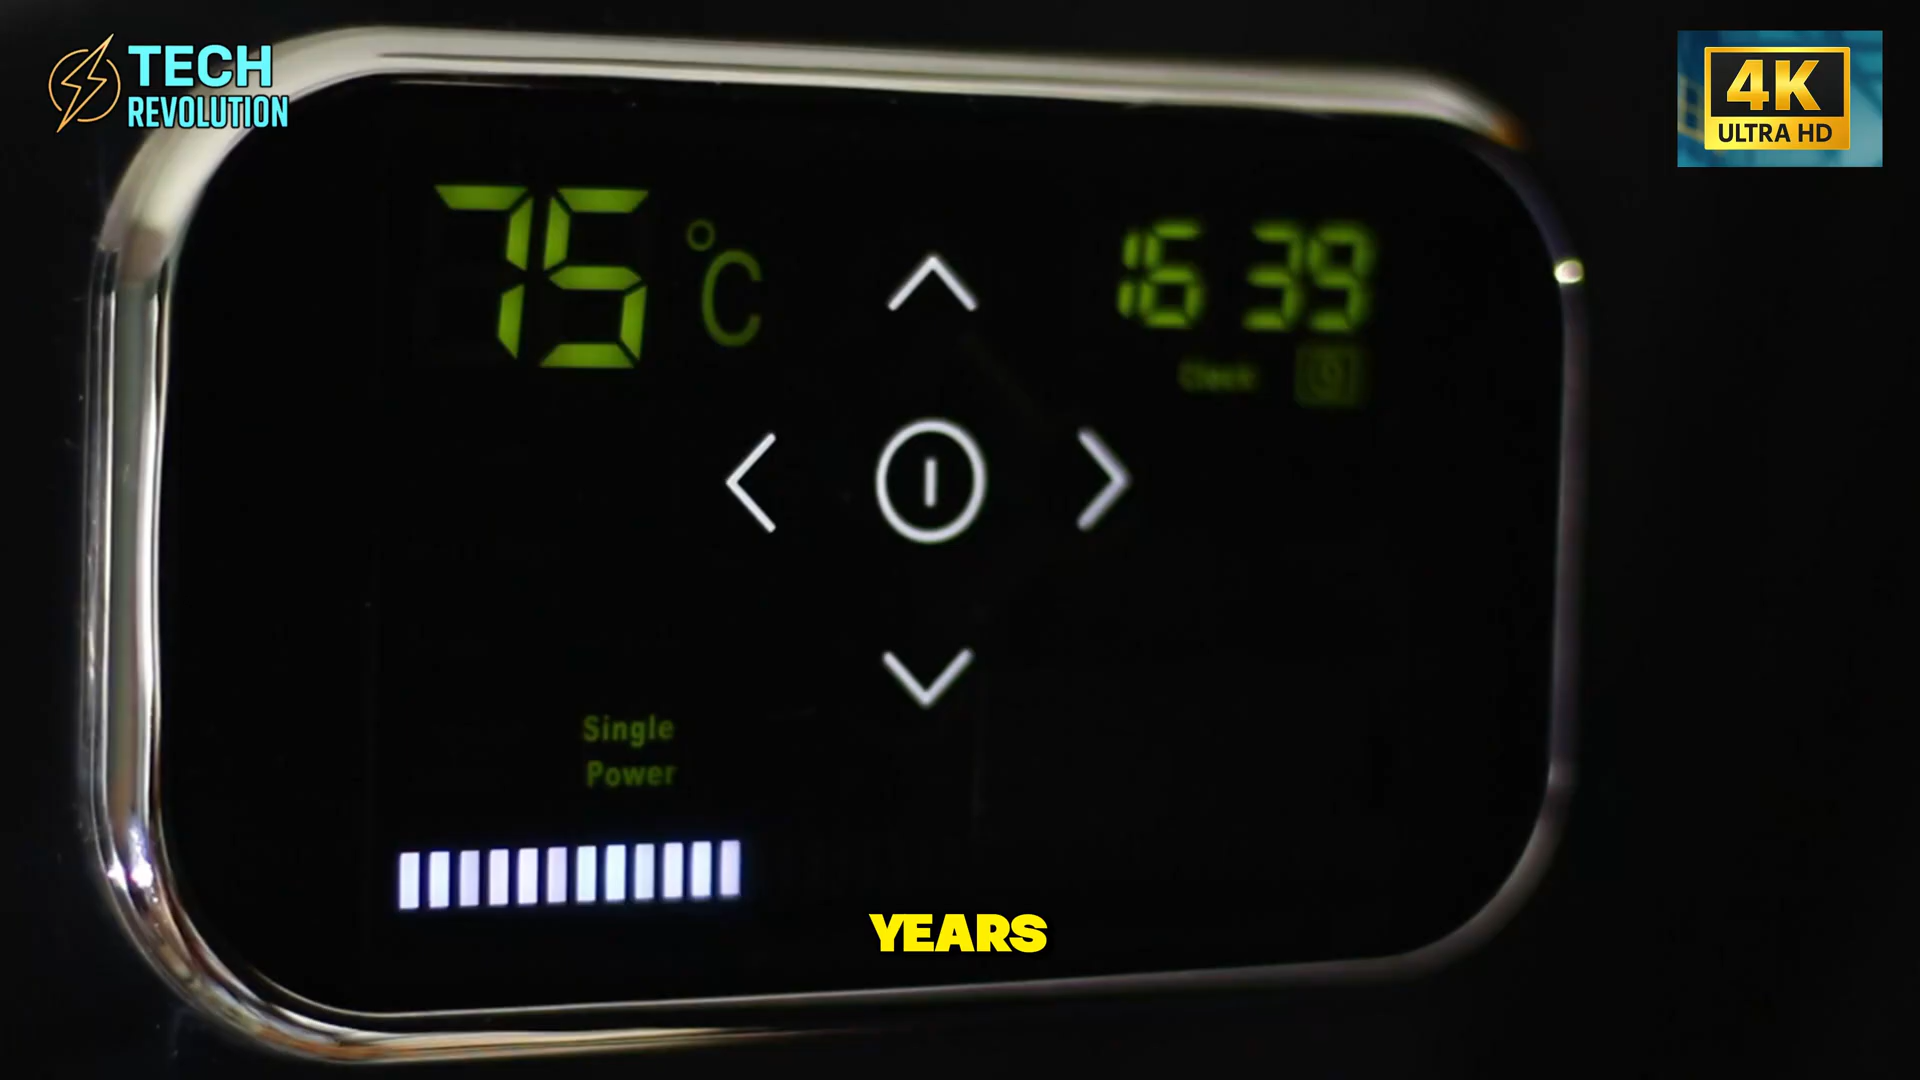 TECH
REVOLUTION
4K
ULTRA HD
75 °C
16 39
Clock
Single
Power
YEARS